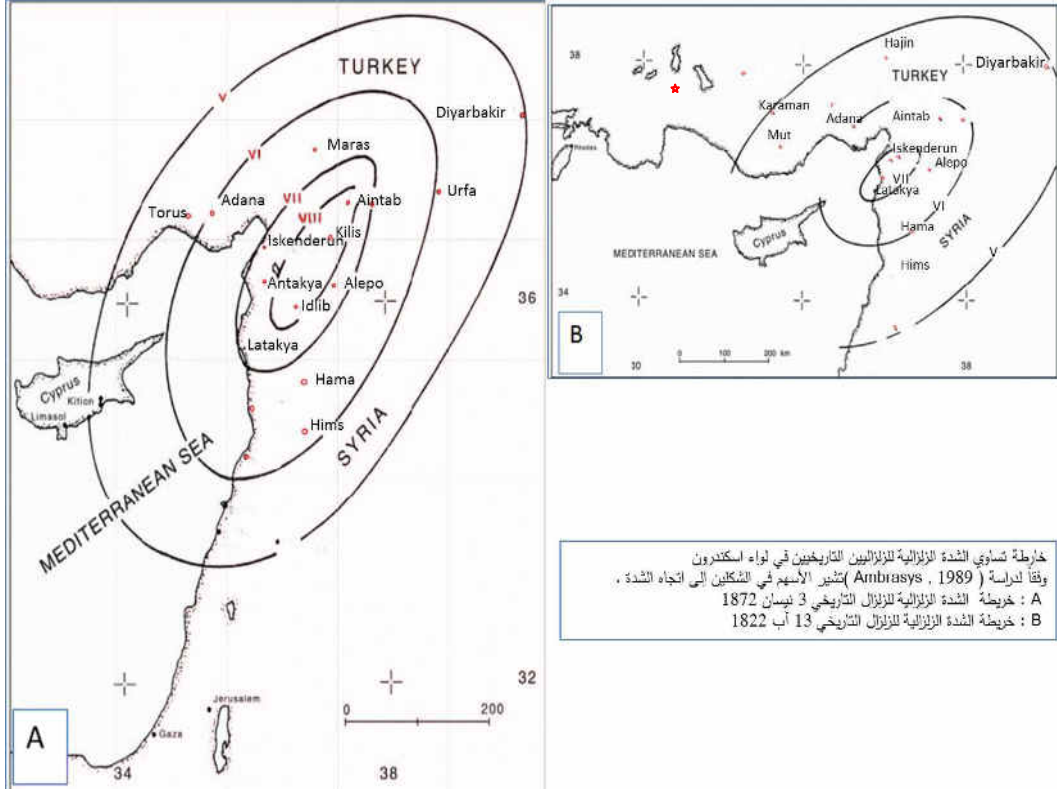 TURKEY
V
Diyarbakir
VI
Maras
VII
Urfa
Adana
Aintab
Torus
VIII
Kilis
Iskenderun
Antakya
Alepo
36
Idlib
Latakya
Cyprus
Kition
Limasol
Hama
Hims
SYRIA
MEDITERRANEAN SEA
32
Jerusalem
0 200
Gaza
A
34 38
Hajin
38
TURKEY
Diyarbakir
Karaman
Adana
Aintab
Mut
Rhodes
Iskenderun
Alepo
VII
Latakya
VI
Hama
SYRIA
Cyprus
MEDITERRANEAN SEA
V
Hims
34
B
30
0 100 200 km
38
خارطة تساوي الشدة الزلزالية للزلزاليين التاريخيين في لواء اسكندرون
وفقا لدراسة ( Ambrasys , 1989 )تشير الأسهم في الشكلين إلى اتجاه الشدة .
A : خريطة الشدة الزلزالية للزلزال التاريخي 3 نيسان 1872
B : خريطة الشدة الزلزالية للزلزال التاريخي 13 آب 1822